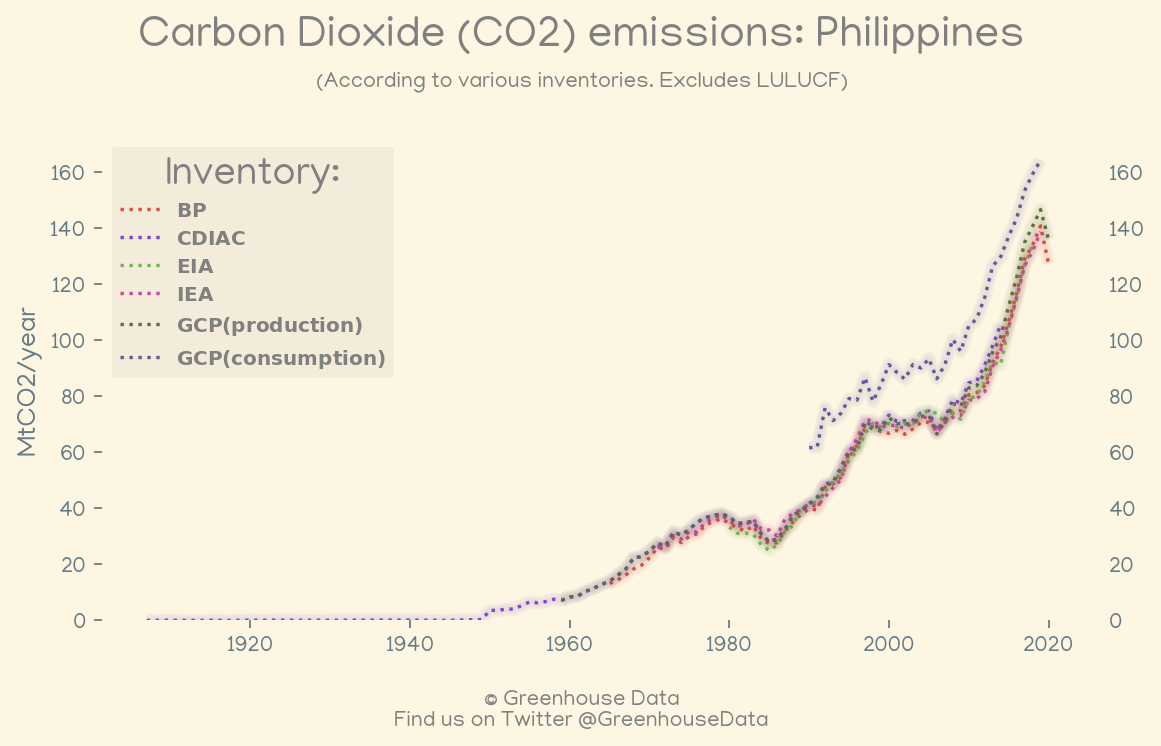 Carbon Dioxide (CO2) emissions: Philippines
(According to various inventories. Excludes LULUCF)
Inventory:
BP
CDIAC
EIA
IEA
GCP(production)
GCP(consumption)
MtCO2/year
160
140
120
100
80
60
40
20
0
160
140
120
100
80
60
40
20
0
1920
1940
1960
1980
2000
2020
© Greenhouse Data
Find us on Twitter @GreenhouseData